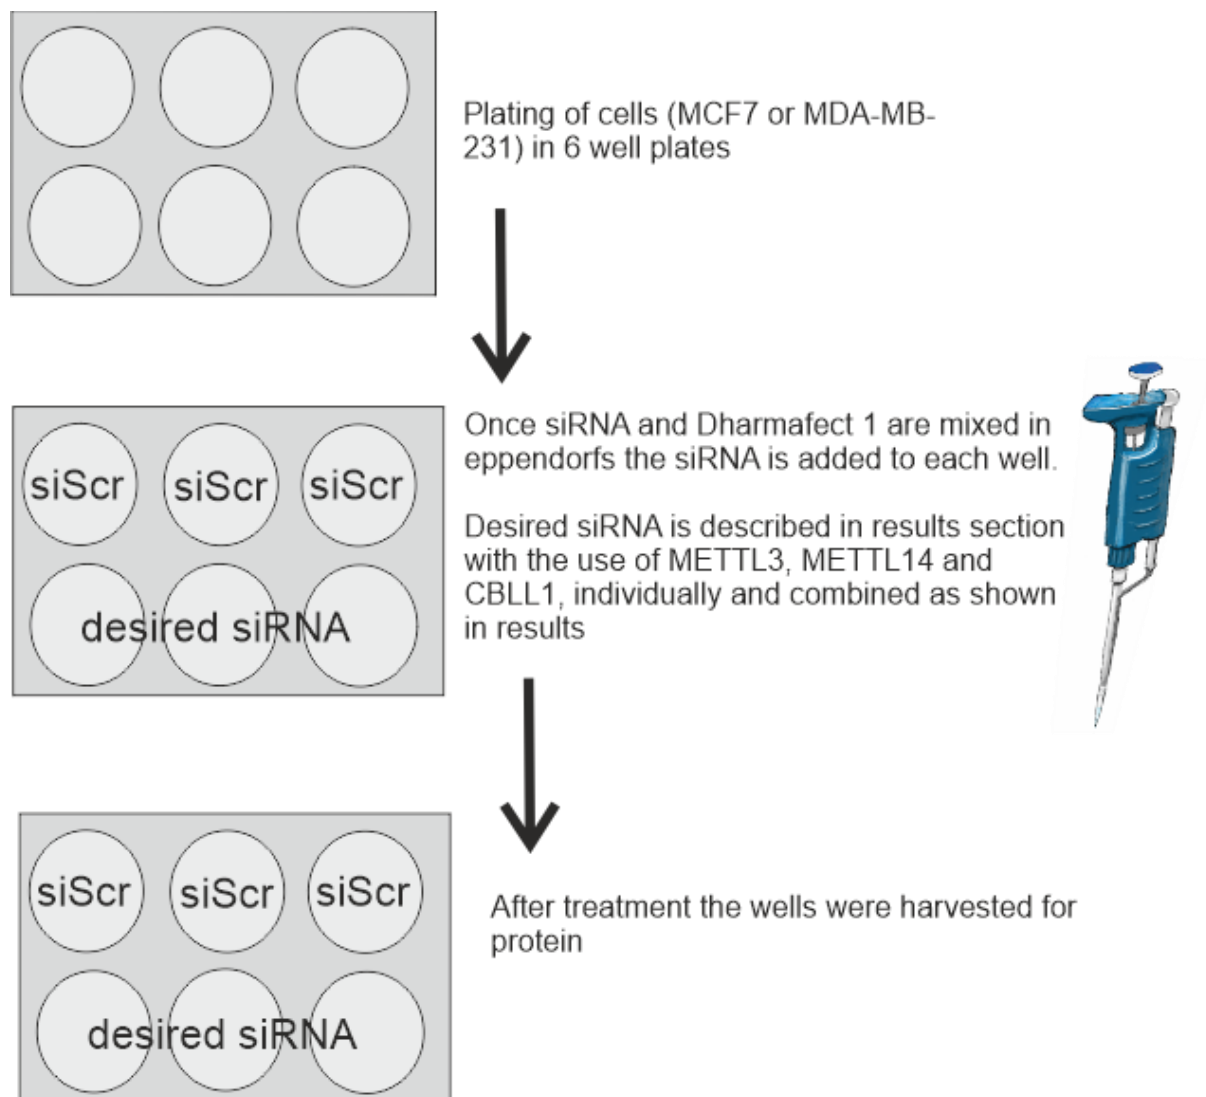 Plating of cells (MCF7 or MDA-MB-
231) in 6 well plates
Once siRNA and Dharmafect 1 are mixed in
eppendorfs the siRNA is added to each well.
siScr siScr siScr
Desired siRNA is described in results section
with the use of METTL3, METTL14 and
CBLL1, individually and combined as shown
in results
desired siRNA
siScr siScr siScr
After treatment the wells were harvested for
protein
desired siRNA